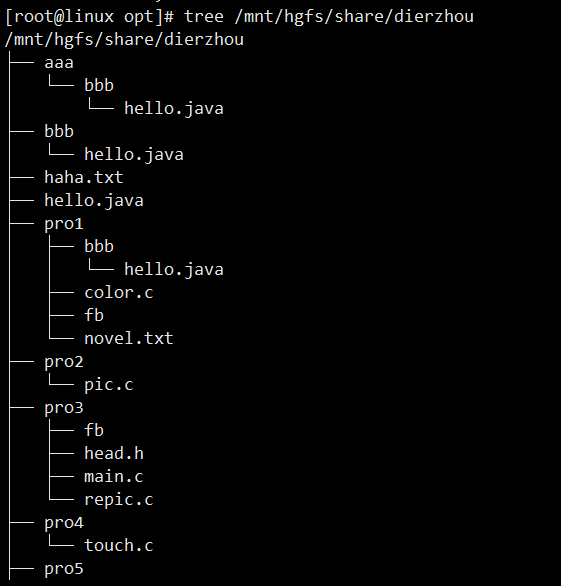 [root@linux opt]# tree /mnt/hgfs/share/dierzhou
/mnt/hgfs/share/dierzhou
├── aaa
│   └── bbb
│       └── hello.java
├── bbb
│   └── hello.java
├── haha.txt
├── hello.java
├── pro1
│   ├── bbb
│   │   └── hello.java
│   ├── color.c
│   ├── fb
│   └── novel.txt
├── pro2
│   └── pic.c
├── pro3
│   ├── fb
│   ├── head.h
│   ├── main.c
│   └── repic.c
├── pro4
│   └── touch.c
├── pro5